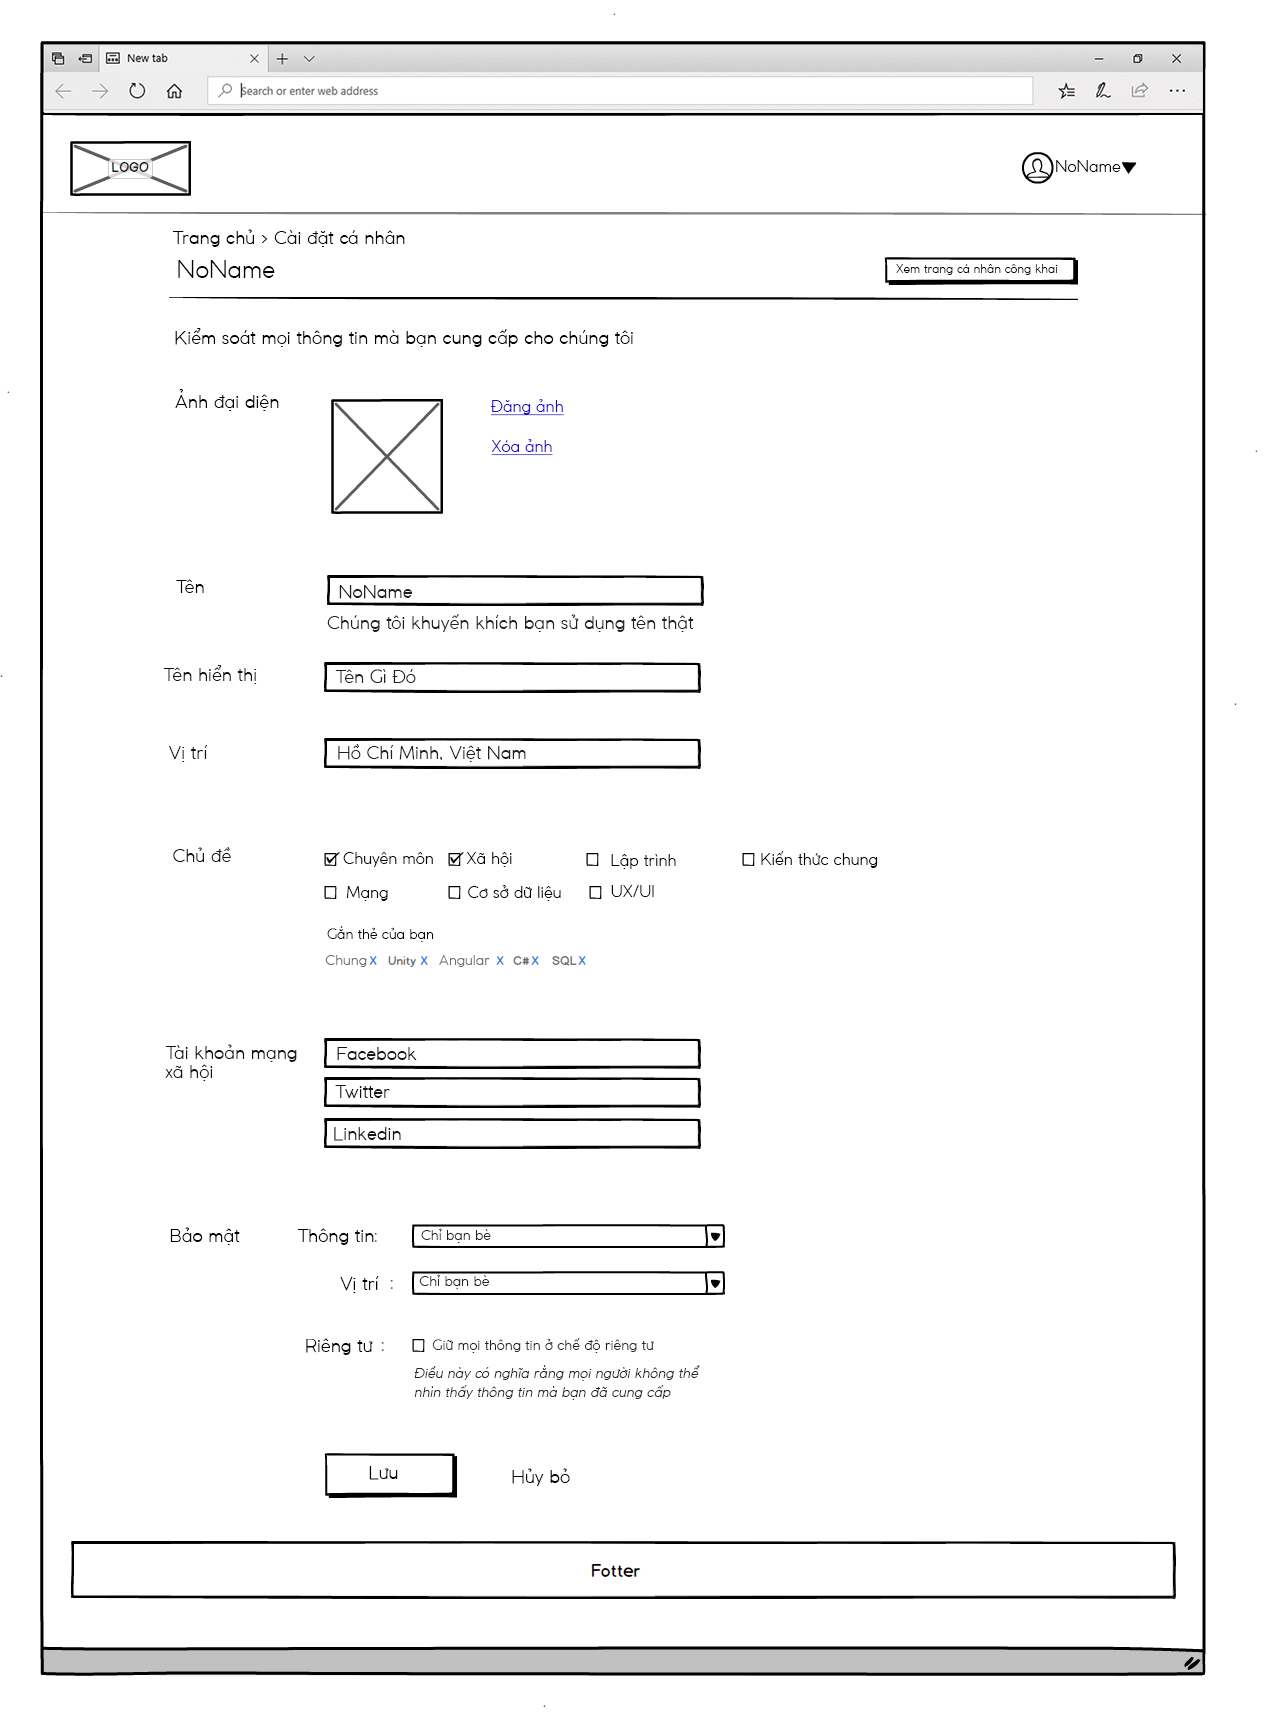 New tab
Search or enter web address
LOGO
NoName
Trang chủ > Cài đặt cá nhân
NoName
Xem trang cá nhân công khai
Kiểm soát mọi thông tin mà bạn cung cấp cho chúng tôi
Ảnh đại diện
Đăng ảnh
Xóa ảnh
Tên
NoName
Chúng tôi khuyến khích bạn sử dụng tên thật
Tên hiển thị
Tên Gì Đó
Vị trí
Hồ Chí Minh, Việt Nam
Chủ đề
Chuyên môn Xã hội Lập trình Kiến thức chung
Mạng Cơ sở dữ liệu UX/UI
Gắn thẻ của bạn
Chung X Unity X Angular X C# X SQL X
Tài khoản mạng
xã hội
Facebook
Twitter
Linkedin
Bảo mật
Thông tin: Chỉ bạn bè
Vị trí : Chỉ bạn bè
Riêng tư : Giữ mọi thông tin ở chế độ riêng tư
Điều này có nghĩa rằng mọi người không thể
nhìn thấy thông tin mà bạn đã cung cấp
Lưu Hủy bỏ
Fotter